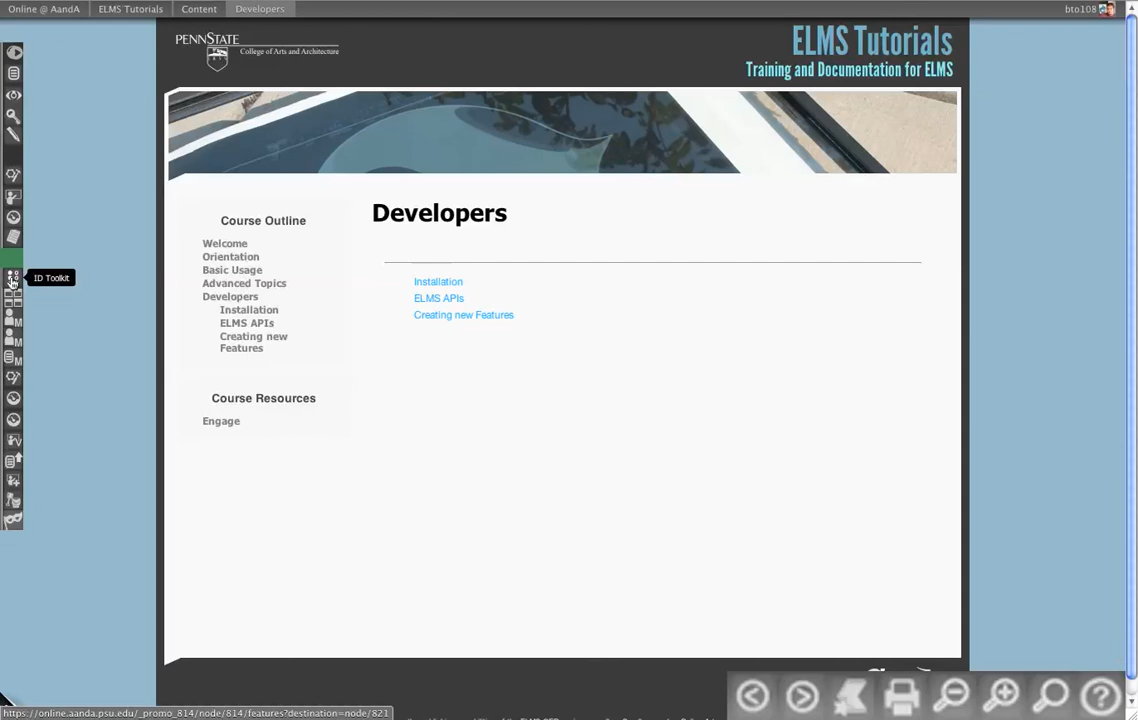 Online @ AandA
ELMS Tutorials
Content
Developers
bto108
PENNSTATE
College of Arts and Architecture
ELMS Tutorials
Training and Documentation for ELMS
Course Outline
Welcome
Orientation
Basic Usage
Advanced Topics
Developers
Installation
ELMS APIs
Creating new
Features
Course Resources
Engage
Developers
Installation
ELMS APIs
Creating new Features
ID Toolkit
M
M
M
https://online.aanda.psu.edu/_promo_814/node/814/features?destination=node/821